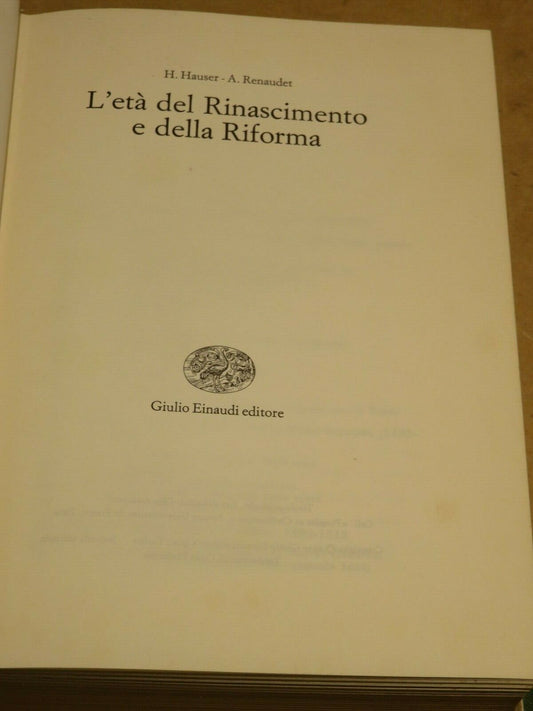 H. Hauser - A. Renaudet
L'età del Rinascimento
e della Riforma
Giulio Einaudi editore